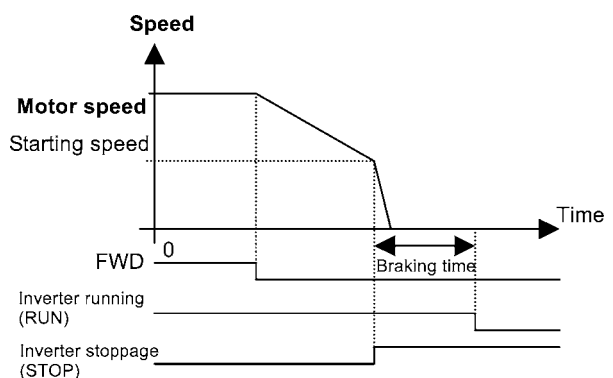 Speed
Motor speed
Starting speed
Time
0
FWD
Braking time
Inverter running
(RUN)
Inverter stoppage
(STOP)